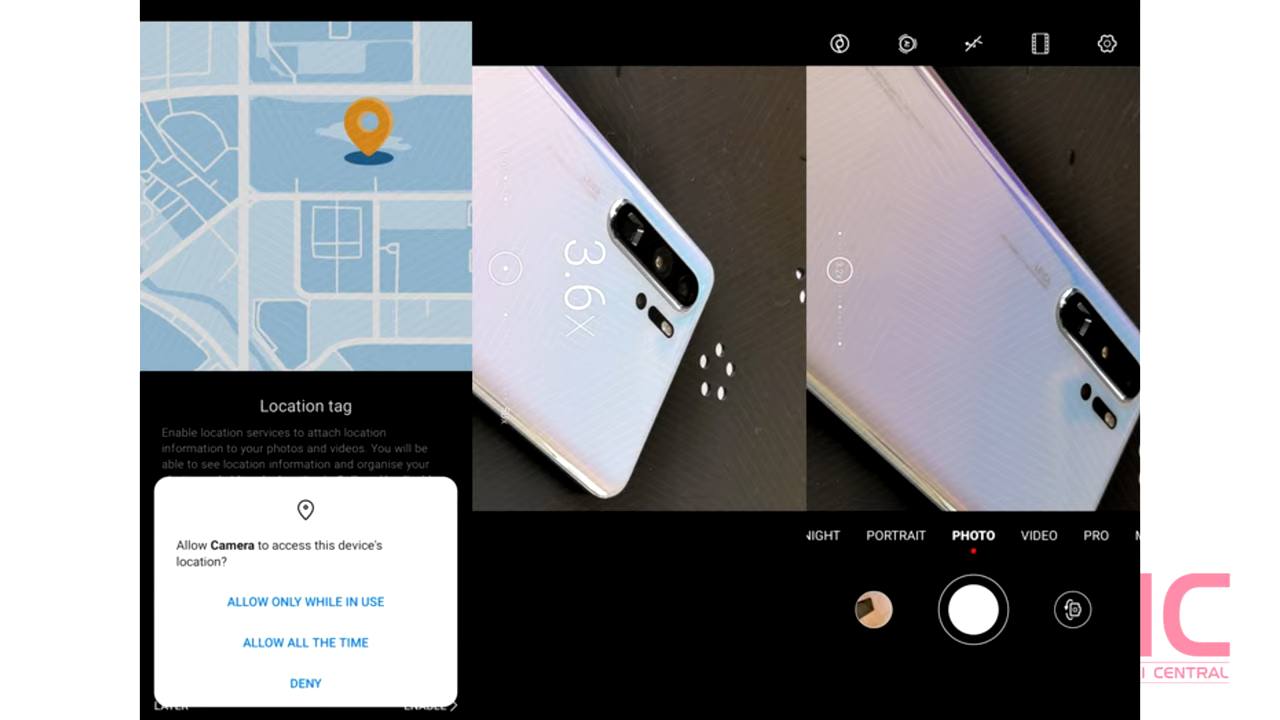 Location tag
Enable location services to attach location
information to your photos and videos. You will be
able to see location information and organise your
Allow Camera to access this device's
location?
ALLOW ONLY WHILE IN USE
ALLOW ALL THE TIME
DENY
LATER
ENABLE
3.6x
NIGHT PORTRAIT PHOTO VIDEO PRO M
IC
I CENTRAL